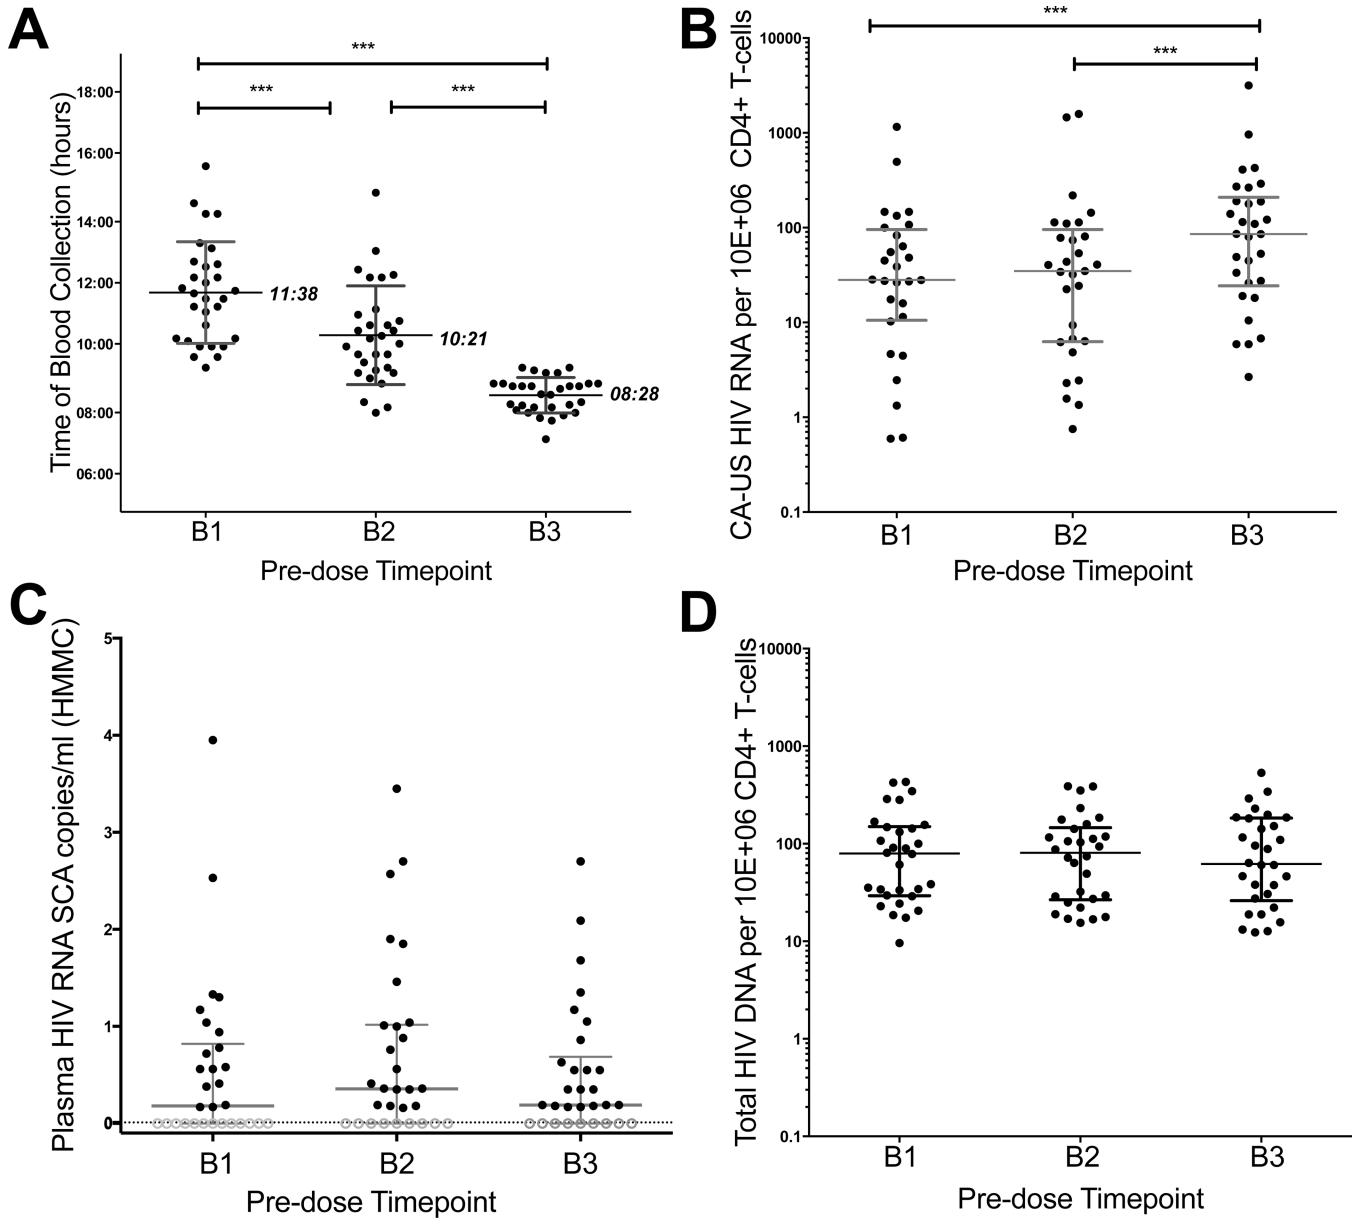 A
Time of Blood Collection (hours)
18:00
16:00
14:00
12:00
10:00
08:00
06:00
***
***
***
11:38
10:21
08:28
B1
B2
B3
Pre-dose Timepoint
B
CA-US HIV RNA per 10E+06 CD4+ T-cells
10000
1000
100
10
1
0.1
***
***
B1
B2
B3
Pre-dose Timepoint
C
Plasma HIV RNA SCA copies/ml (HMMC)
5
4
3
2
1
0
B1
B2
B3
Pre-dose Timepoint
D
Total HIV DNA per 10E+06 CD4+ T-cells
10000
1000
100
10
1
0.1
B1
B2
B3
Pre-dose Timepoint